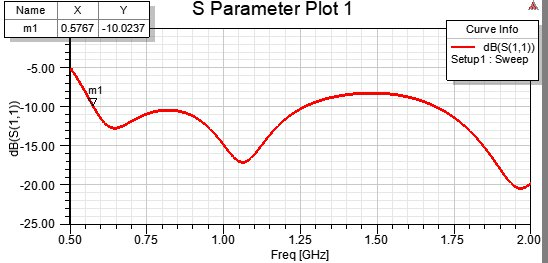 S Parameter Plot 1
Name X Y
m1 0.5767 -10.0237
Curve Info
dB(S(1,1))
Setup1 : Sweep
m1
dB(S(1,1))
-5.00
-10.00
-15.00
-20.00
-25.00
0.50 0.75 1.00 1.25 1.50 1.75 2.00
Freq [GHz]